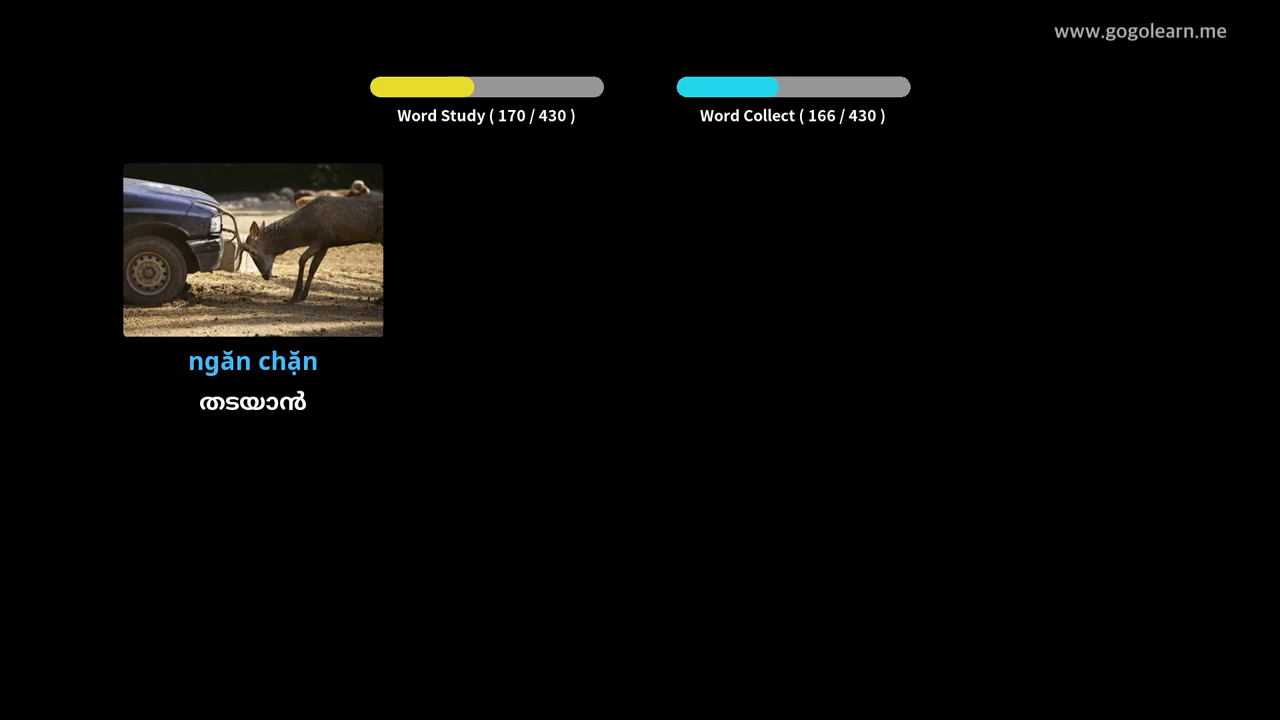 www.gogolearn.me
Word Study ( 170 / 430 )
Word Collect ( 166 / 430 )
ngăn chặn
തടയാൻ